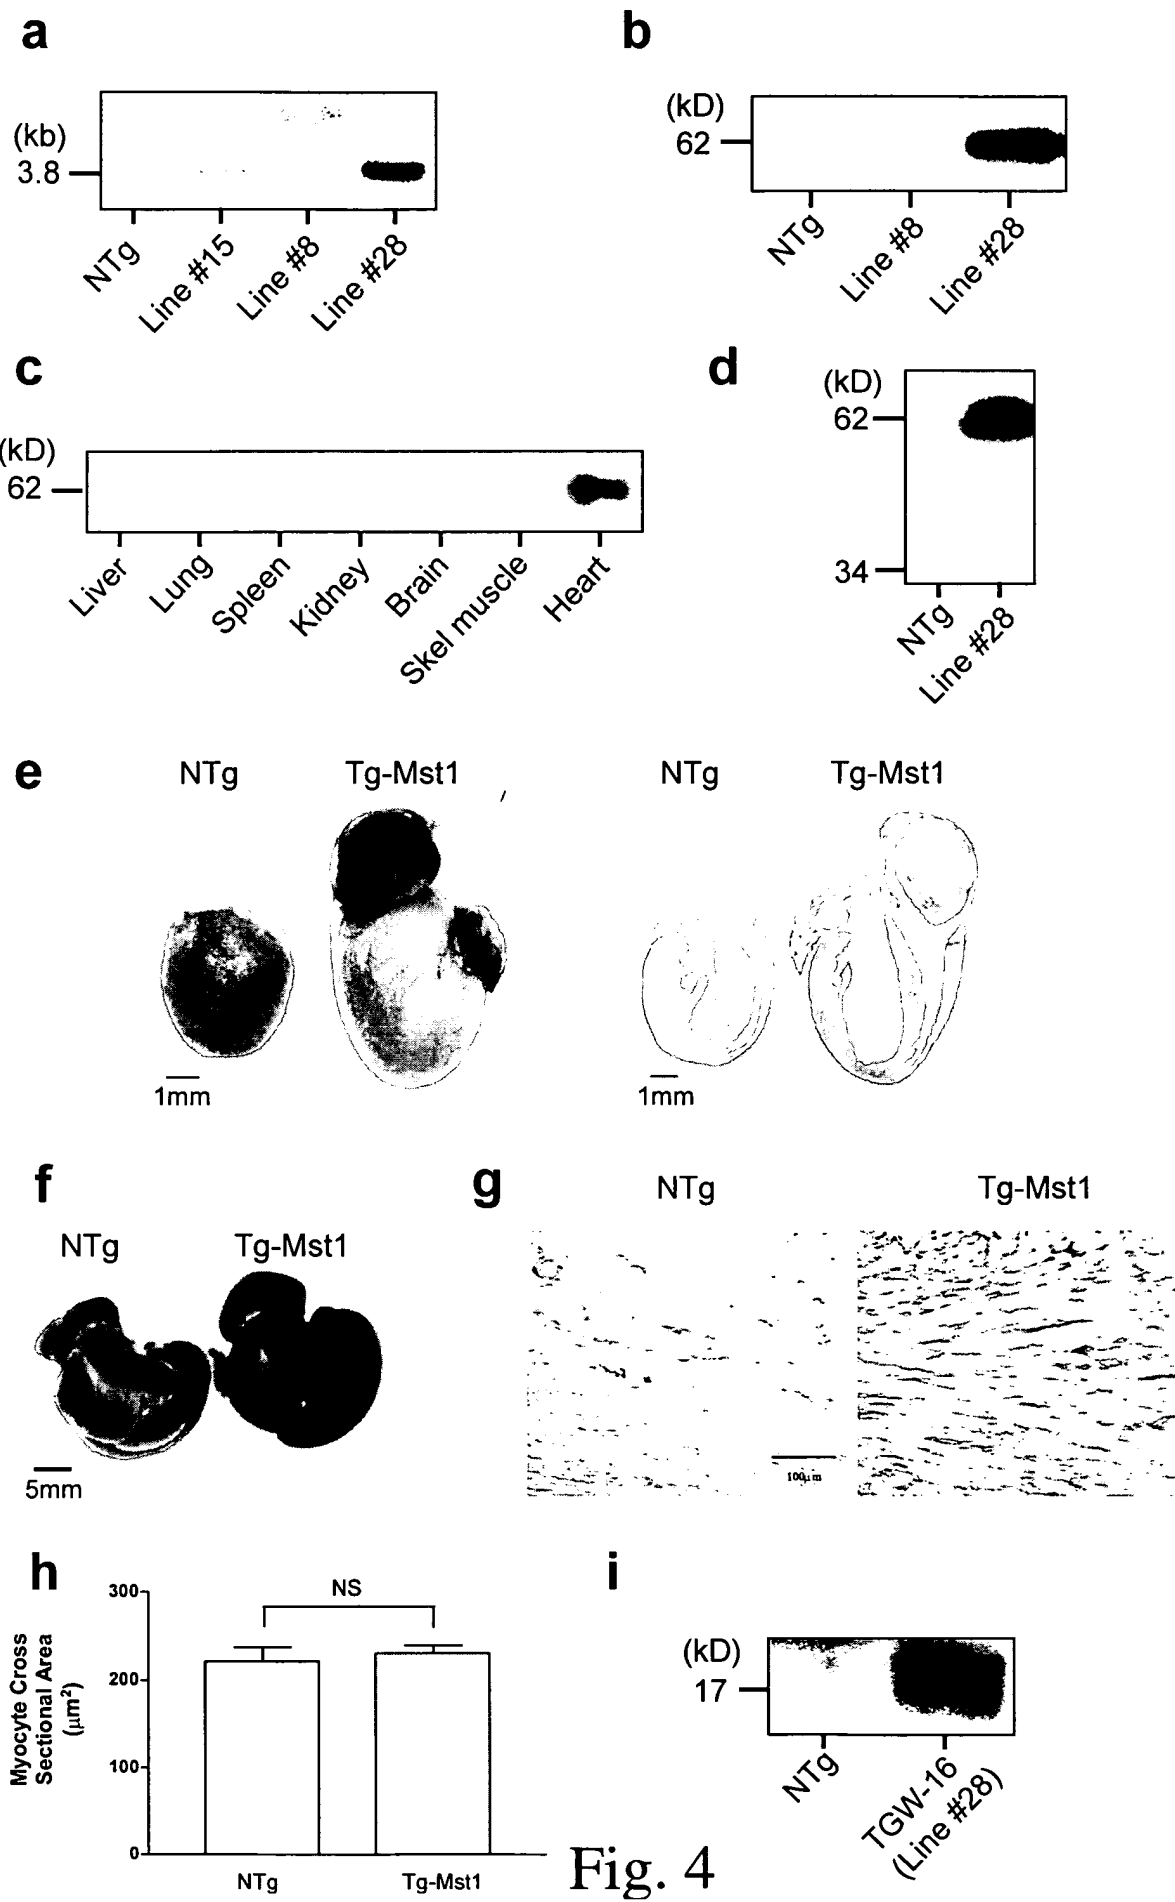 a
(kb)
3.8
NTg
Line #15
Line #8
Line #28
b
(kD)
62
NTg
Line #8
Line #28
c
(kD)
62
Liver
Lung
Spleen
Kidney
Brain
Skel muscle
Heart
d
(kD)
62
34
NTg
Line #28
e
NTg
Tg-Mst1
NTg
Tg-Mst1
1mm
1mm
f
NTg
Tg-Mst1
5mm
g
NTg
Tg-Mst1
100μm
h
Myocyte Cross
Sectional Area
(μm²)
300
200
100
0
NS
NTg
Tg-Mst1
i
(kD)
17
NTg
TGW-16
(Line #28)
Fig. 4